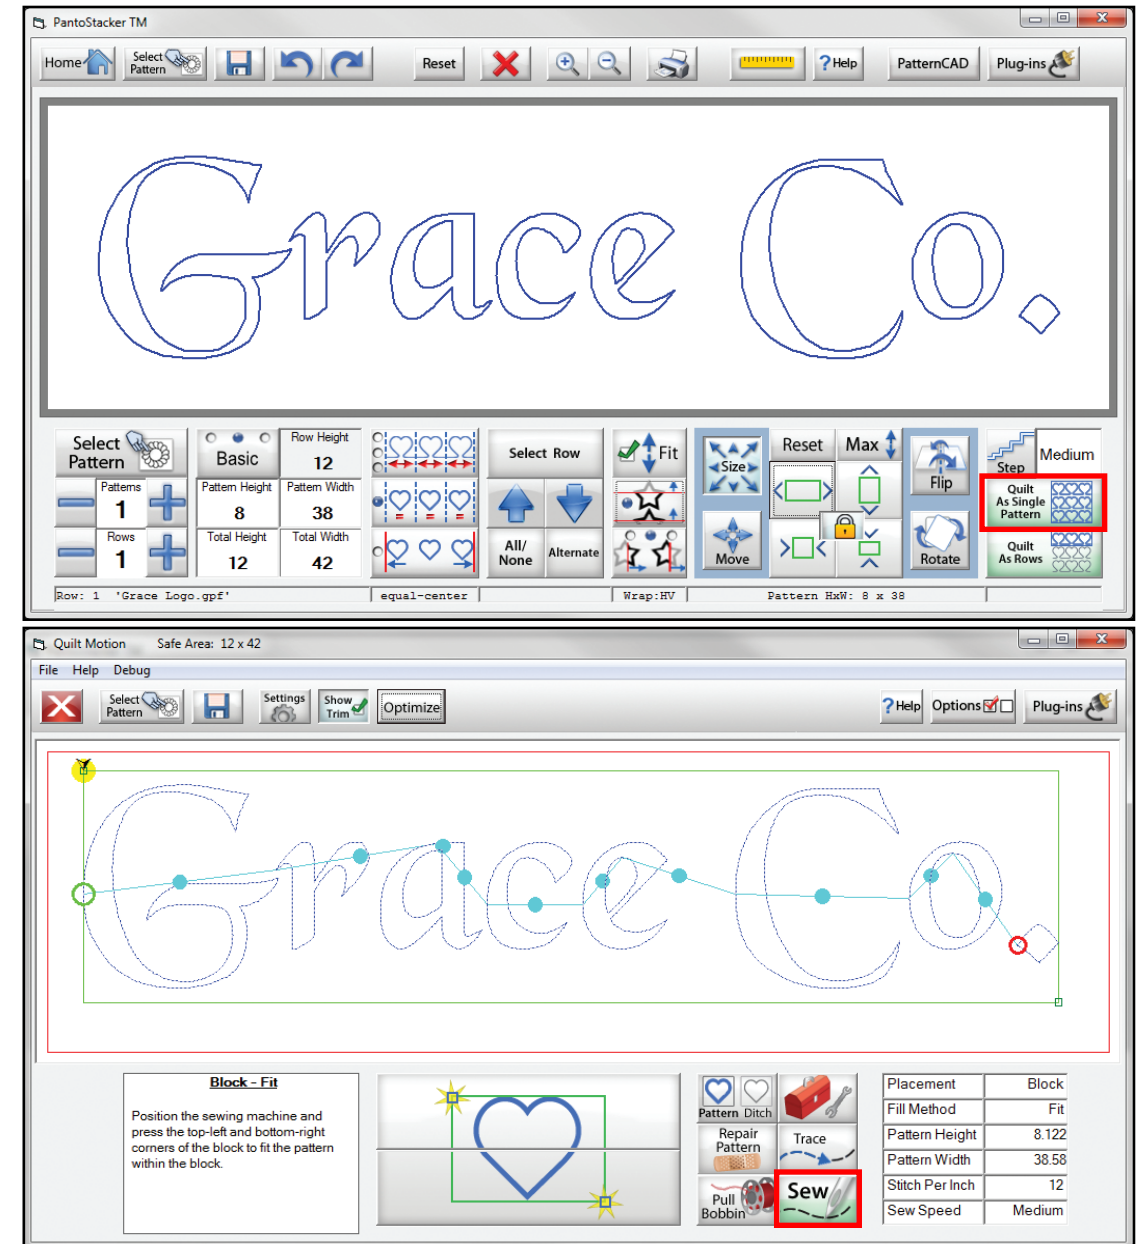 PantoStacker TM
Home
Select
Pattern
Reset
?Help
PatternCAD
Plug-ins
Grace Co.
Select
Pattern
Basic
Row Height
12
Select Row
Fit
Size
Reset
Max
Flip
Step
Medium
Patterns
1
Pattern Height
8
Pattern Width
38
Quilt
As Single
Pattern
Rows
1
Total Height
12
Total Width
42
All/
None
Alternate
Move
Rotate
Quilt
As Rows
Row: 1 'Grace Logo.gpf'
equal-center
Wrap:HV
Pattern HxW: 8 x 38
Quilt Motion Safe Area: 12 x 42
File Help Debug
Select
Pattern
Settings
Show
Trim
Optimize
?Help
Options
Plug-ins
Grace Co.
Block - Fit
Position the sewing machine and
press the top-left and bottom-right
corners of the block to fit the pattern
within the block.
Pattern Ditch
Repair
Pattern
Trace
Pull
Bobbin
Sew
Placement Block
Fill Method Fit
Pattern Height 8.122
Pattern Width 38.58
Stitch Per Inch 12
Sew Speed Medium